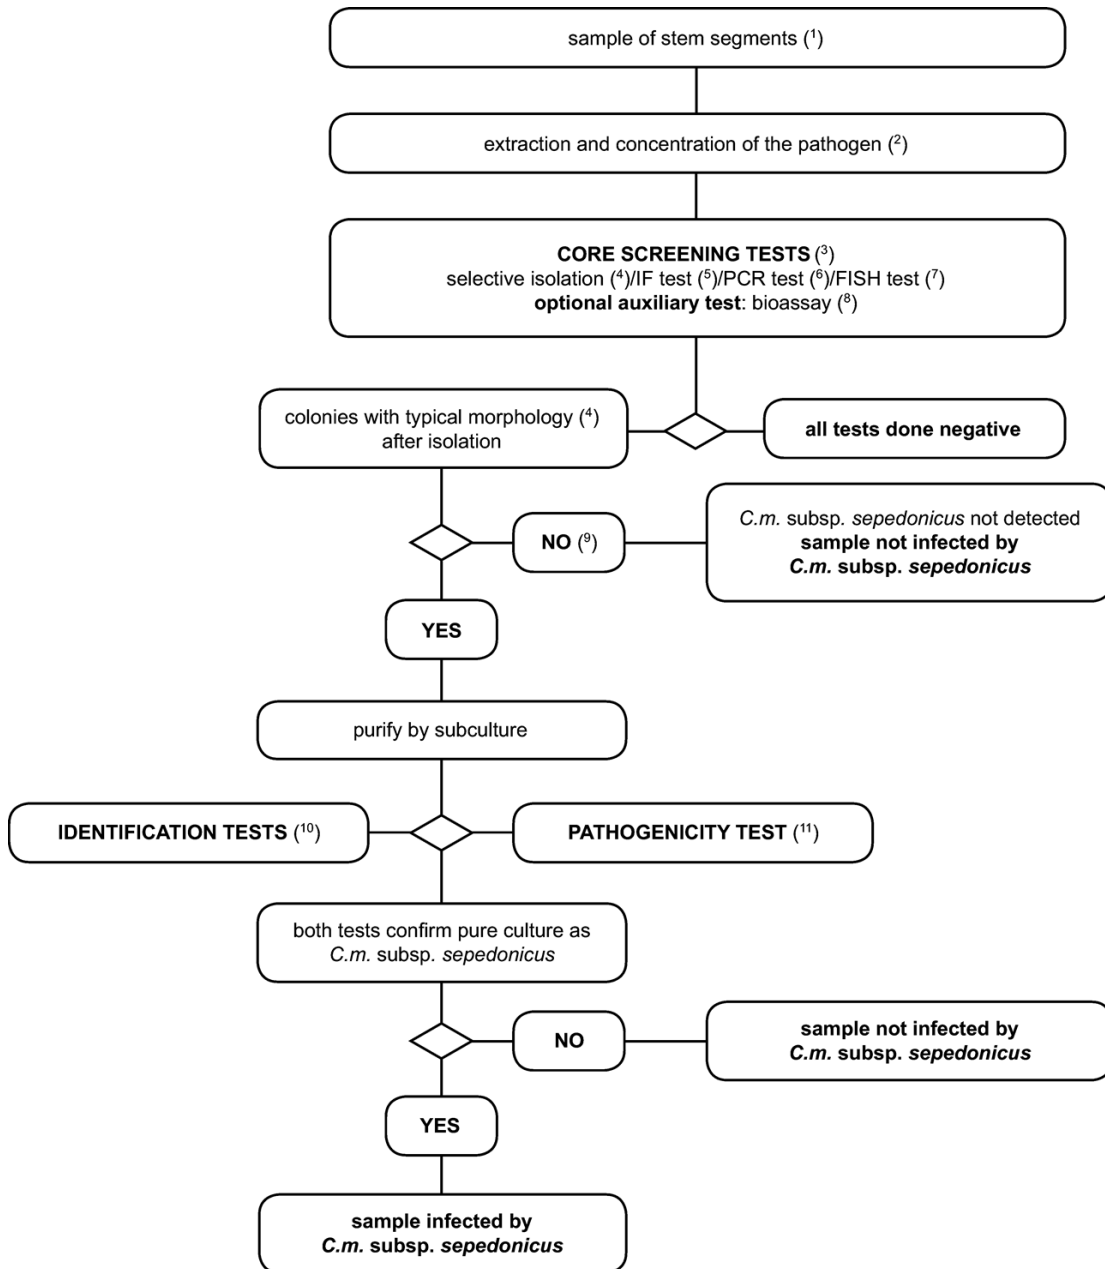 sample of stem segments (¹)
extraction and concentration of the pathogen (²)
CORE SCREENING TESTS (³)
selective isolation (⁴)/IF test (⁵)/PCR test (⁶)/FISH test (⁷)
optional auxiliary test: bioassay (⁸)
colonies with typical morphology (⁴)
after isolation
all tests done negative
NO (⁹)
C.m. subsp. sepedonicus not detected
sample not infected by
C.m. subsp. sepedonicus
YES
purify by subculture
IDENTIFICATION TESTS (¹⁰)
PATHOGENICITY TEST (¹¹)
both tests confirm pure culture as
C.m. subsp. sepedonicus
NO
sample not infected by
C.m. subsp. sepedonicus
YES
sample infected by
C.m. subsp. sepedonicus